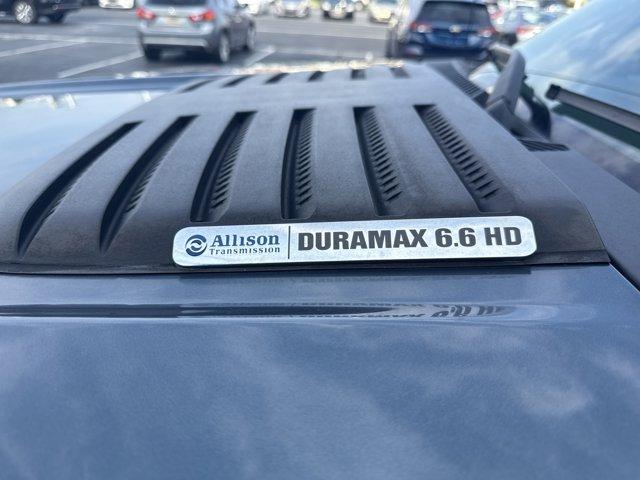 Allison
Transmission
DURAMAX 6.6 HD